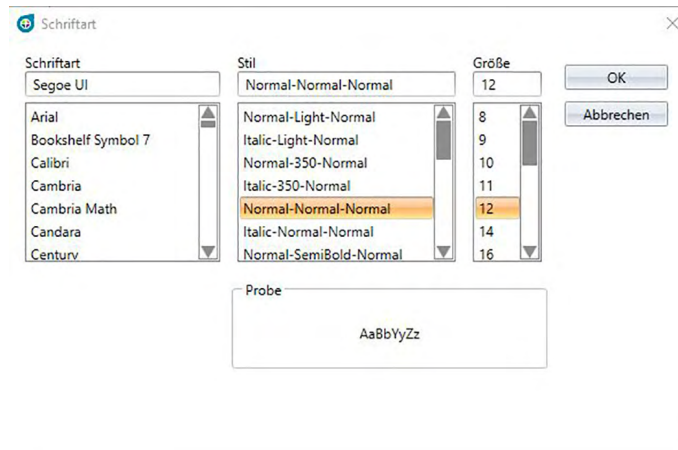 Schriftart
Schriftart
Segoe UI
Arial
Bookshelf Symbol 7
Calibri
Cambria
Cambria Math
Candara
Century
Stil
Normal-Normal-Normal
Normal-Light-Normal
Italic-Light-Normal
Normal-350-Normal
Italic-350-Normal
Normal-Normal-Normal
Italic-Normal-Normal
Normal-SemiBold-Normal
Größe
12
8
9
10
11
12
14
16
OK
Abbrechen
Probe
AaBbYyZz